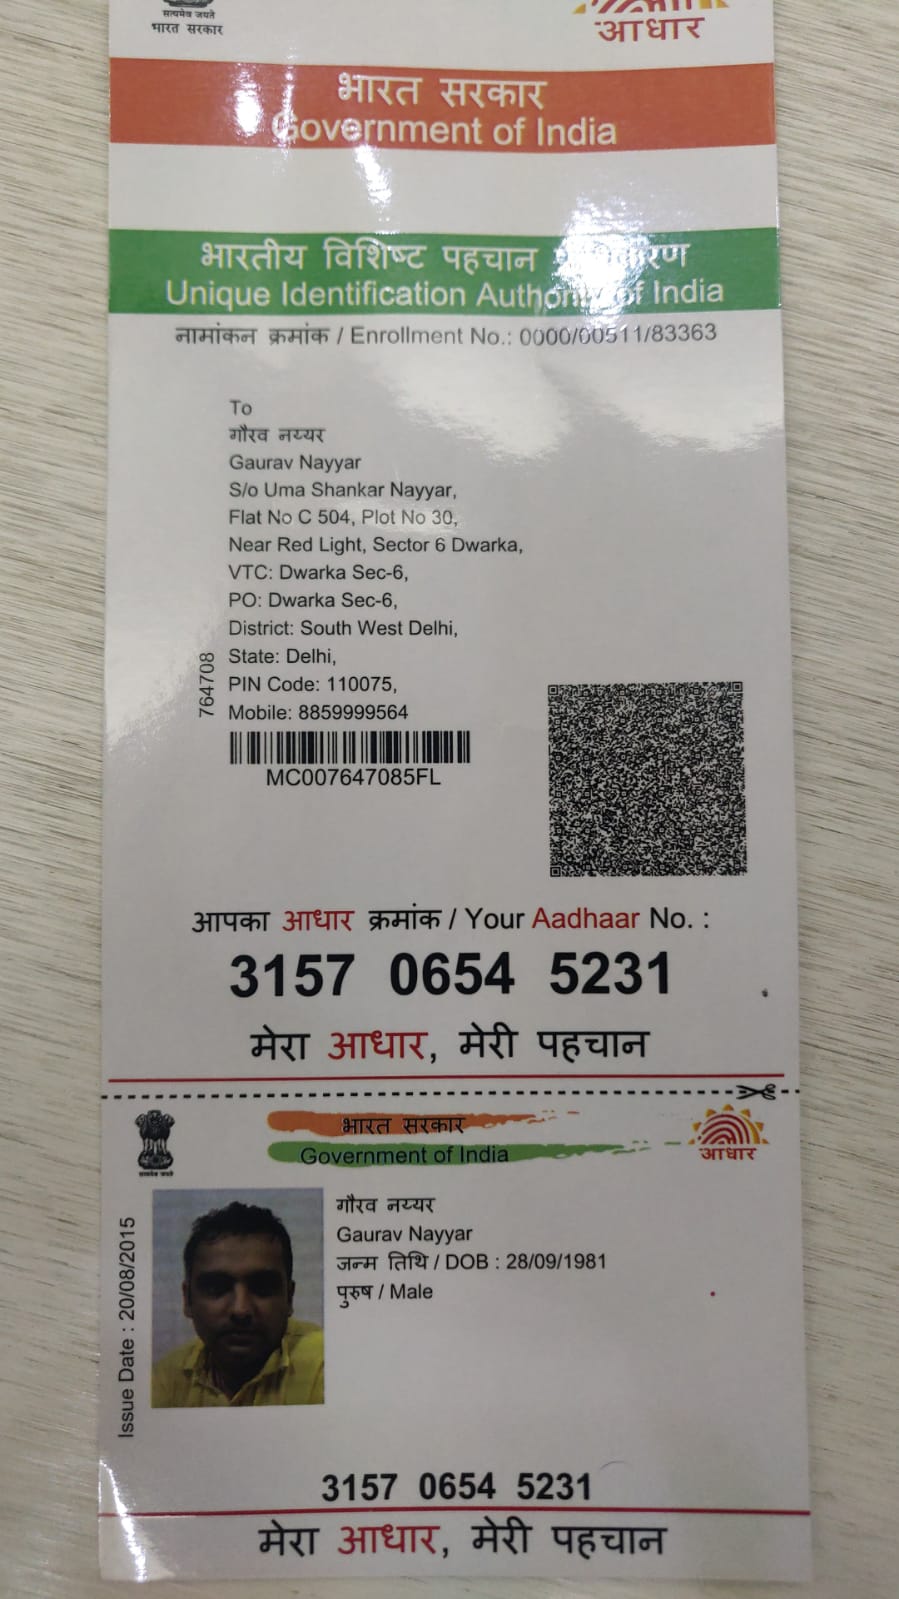 सत्यमेव जयते
भारत सरकार
आधार
भारत सरकार
Government of India
भारतीय विशिष्ट पहचान
Unique Identification Authority of India
नामांकन क्रमांक / Enrollment No.: 0000/00511/83363
To
गौरव नय्यर
Gaurav Nayyar
S/o Uma Shankar Nayyar,
Flat No C 504, Plot No 30,
Near Red Light, Sector 6 Dwarka,
VTC: Dwarka Sec-6,
PO: Dwarka Sec-6,
District: South West Delhi,
State: Delhi,
PIN Code: 110075,
Mobile: 8859999564
764708
MC007647085FL
आपका आधार क्रमांक / Your Aadhaar No. :
3157 0654 5231
मेरा आधार, मेरी पहचान
भारत सरकार
Government of India
सत्यमेव जयते
आधार
Issue Date : 20/08/2015
गौरव नय्यर
Gaurav Nayyar
जन्म तिथि / DOB : 28/09/1981
पुरुष / Male
3157 0654 5231
मेरा आधार, मेरी पहचान